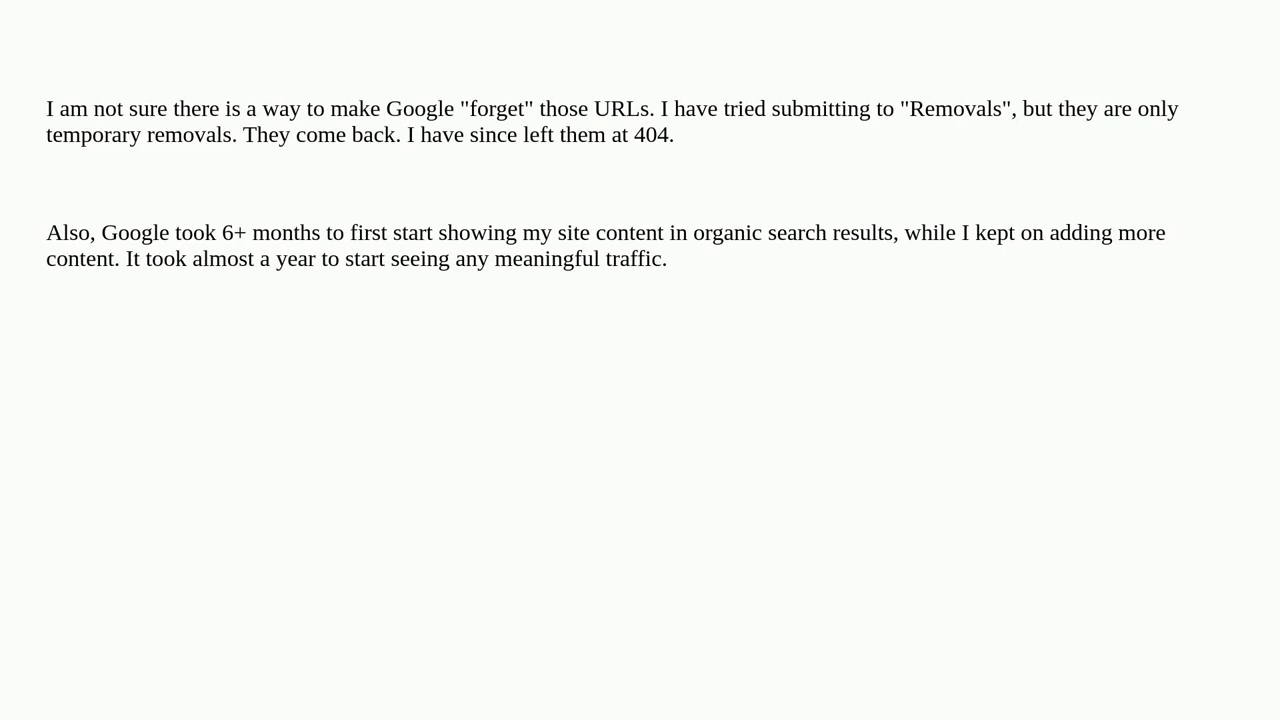 I am not sure there is a way to make Google "forget" those URLs. I have tried submitting to "Removals", but they are only
temporary removals. They come back. I have since left them at 404.
Also, Google took 6+ months to first start showing my site content in organic search results, while I kept on adding more
content. It took almost a year to start seeing any meaningful traffic.